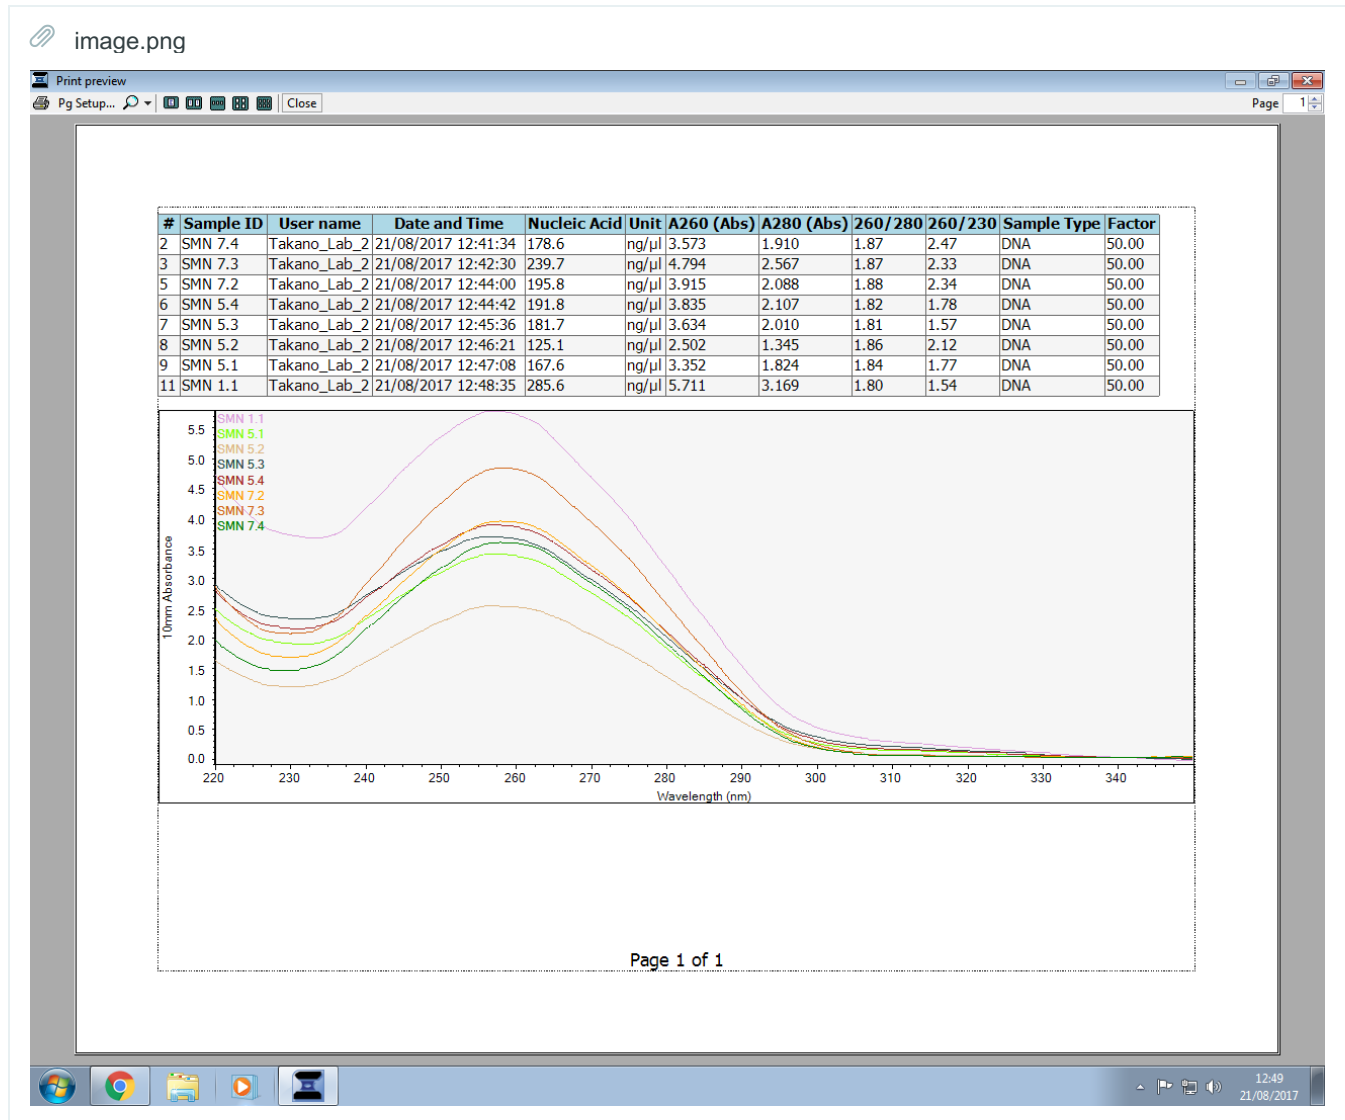 image.png
Print preview
Pg Setup... Close Page 1
# Sample ID User name Date and Time Nucleic Acid Unit A260 (Abs) A280 (Abs) 260/280 260/230 Sample Type Factor
2 SMN 7.4 Takano_Lab_2 21/08/2017 12:41:34 178.6 ng/µl 3.573 1.910 1.87 2.47 DNA 50.00
3 SMN 7.3 Takano_Lab_2 21/08/2017 12:42:30 239.7 ng/µl 4.794 2.567 1.87 2.33 DNA 50.00
5 SMN 7.2 Takano_Lab_2 21/08/2017 12:44:00 195.8 ng/µl 3.915 2.088 1.88 2.34 DNA 50.00
6 SMN 5.4 Takano_Lab_2 21/08/2017 12:44:42 191.8 ng/µl 3.835 2.107 1.82 1.78 DNA 50.00
7 SMN 5.3 Takano_Lab_2 21/08/2017 12:45:36 181.7 ng/µl 3.634 2.010 1.81 1.57 DNA 50.00
8 SMN 5.2 Takano_Lab_2 21/08/2017 12:46:21 125.1 ng/µl 2.502 1.345 1.86 2.12 DNA 50.00
9 SMN 5.1 Takano_Lab_2 21/08/2017 12:47:08 167.6 ng/µl 3.352 1.824 1.84 1.77 DNA 50.00
11 SMN 1.1 Takano_Lab_2 21/08/2017 12:48:35 285.6 ng/µl 5.711 3.169 1.80 1.54 DNA 50.00
SMN 1.1
SMN 5.1
SMN 5.2
SMN 5.3
SMN 5.4
SMN 7.2
SMN 7.3
SMN 7.4
5.5
5.0
4.5
4.0
3.5
3.0
2.5
2.0
1.5
1.0
0.5
0.0
10mm Absorbance
220 230 240 250 260 270 280 290 300 310 320 330 340
Wavelength (nm)
Page 1 of 1
12:49
21/08/2017